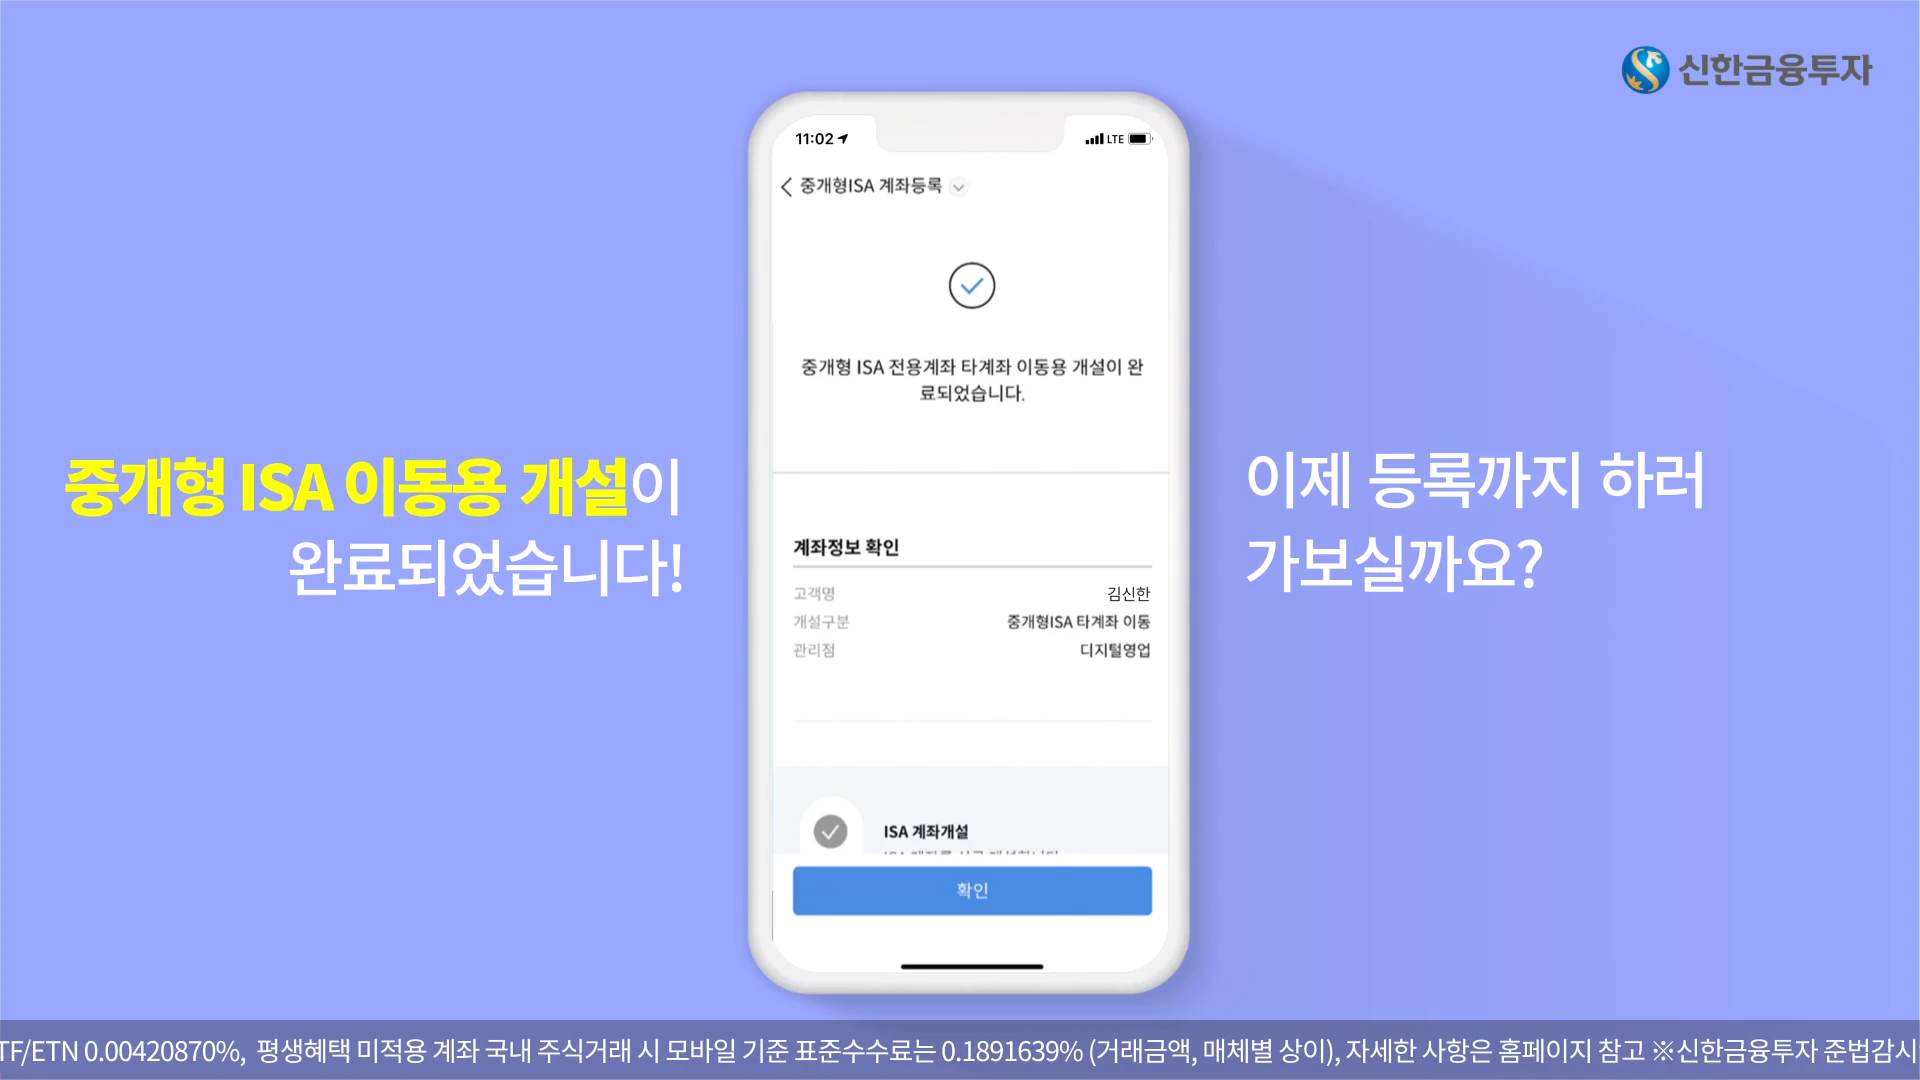 신한금융투자
11:02
LTE
중개형ISA 계좌등록
중개형 ISA 전용계좌 타계좌 이동용 개설이 완
료되었습니다.
중개형 ISA 이동용 개설이
완료되었습니다!
이제 등록까지 하러
가보실까요?
계좌정보 확인
고객명 김신한
개설구분 중개형ISA 타계좌 이동
관리점 디지털영업
ISA 계좌개설
확인
TF/ETN 0.00420870%, 평생혜택 미적용 계좌 국내 주식거래 시 모바일 기준 표준수수료는 0.1891639% (거래금액, 매체별 상이), 자세한 사항은 홈페이지 참고 ※신한금융투자 준법감시